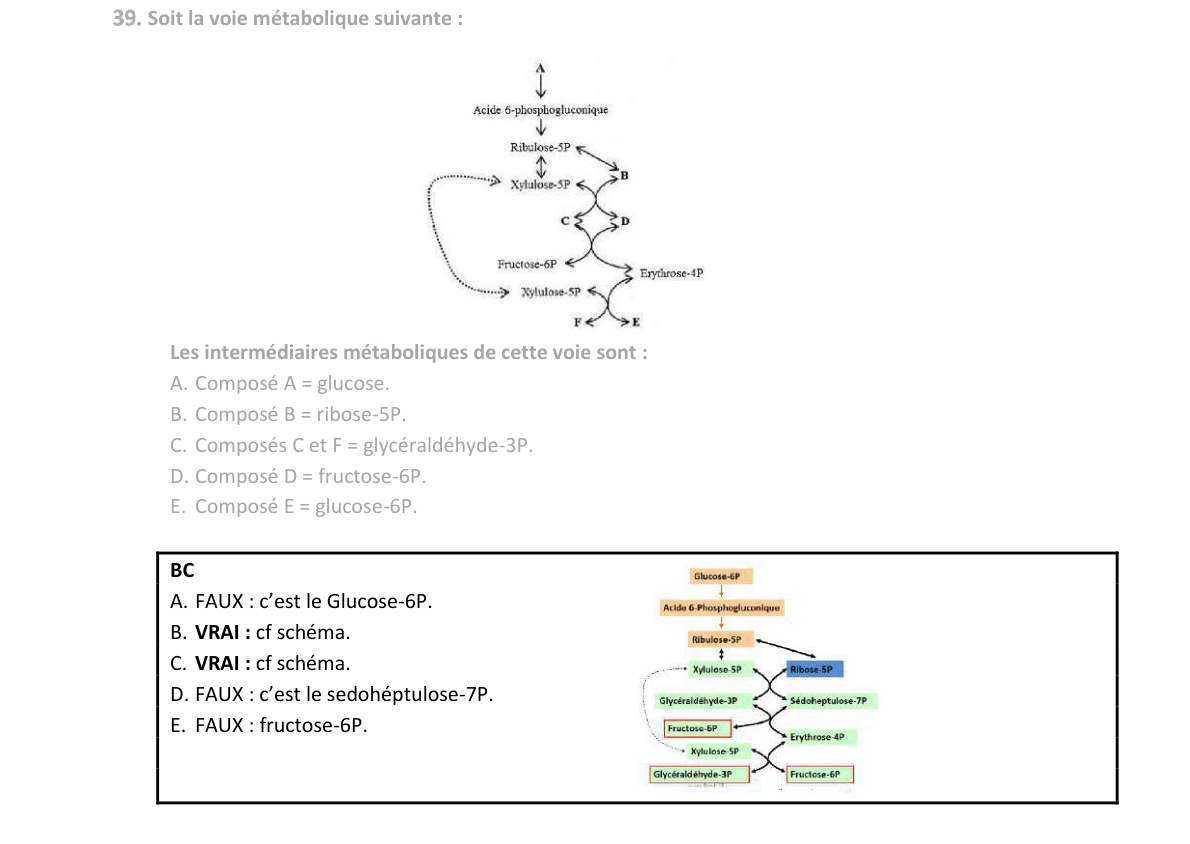 39. Soit la voie métabolique suivante :
A
Acide 6-phosphogluconique
Ribulose-5P
Xylulose-5P
B
C
D
Fructose-6P
Erythrose-4P
Xylulose-5P
F
E
Les intermédiaires métaboliques de cette voie sont :
A. Composé A = glucose.
B. Composé B = ribose-5P.
C. Composés C et F = glycéraldéhyde-3P.
D. Composé D = fructose-6P.
E. Composé E = glucose-6P.
BC
A. FAUX : c’est le Glucose-6P.
B. VRAI : cf schéma.
C. VRAI : cf schéma.
D. FAUX : c’est le sedohéptulose-7P.
E. FAUX : fructose-6P.
Glucose-6P
Acide 6-Phosphogluconique
Ribulose-5P
Xylulose-5P
Ribose-5P
Glycéraldéhyde-3P
Sédoheptulose-7P
Fructose-6P
Erythrose-4P
Xylulose-5P
Glycéraldéhyde-3P
Fructose-6P